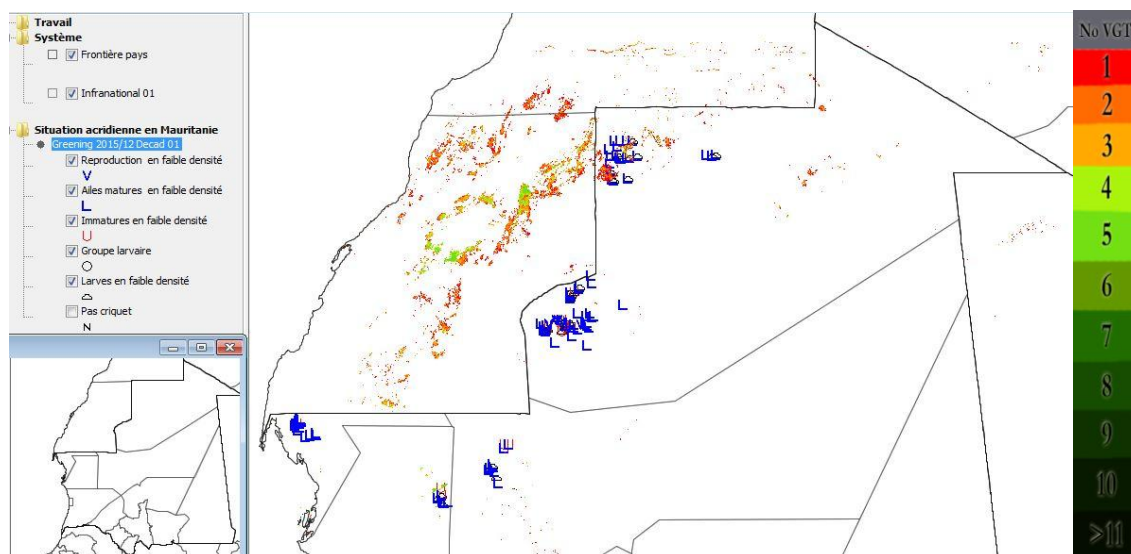 Travail
Système
Frontière pays
Infranational 01
Situation acridienne en Mauritanie
Greening 2015/12 Decad 01
Reproduction en faible densité
V
Ailes matures en faible densité
L
Immatures en faible densité
U
Groupe larvaire
Larves en faible densité
Pas criquet
N
No VGT
1
2
3
4
5
6
7
8
9
10
>11